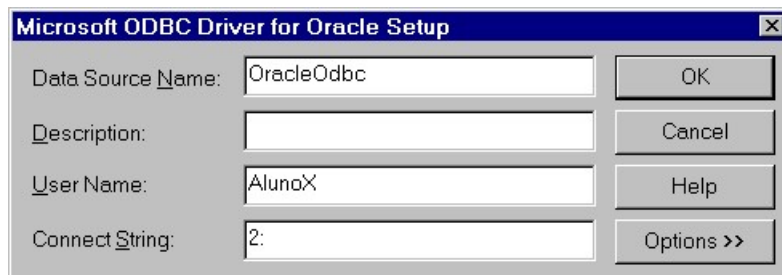 Microsoft ODBC Driver for Oracle Setup
Data Source Name: OracleOdbc OK
Description: Cancel
User Name: AlunoX Help
Connect String: 2: Options >>